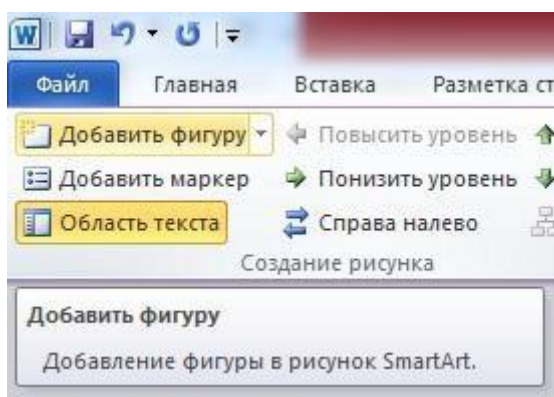 W
Файл Главная Вставка Разметка ст
Добавить фигуру Повысить уровень
Добавить маркер Понизить уровень
Область текста Справа налево
Создание рисунка
Добавить фигуру
Добавление фигуры в рисунок SmartArt.